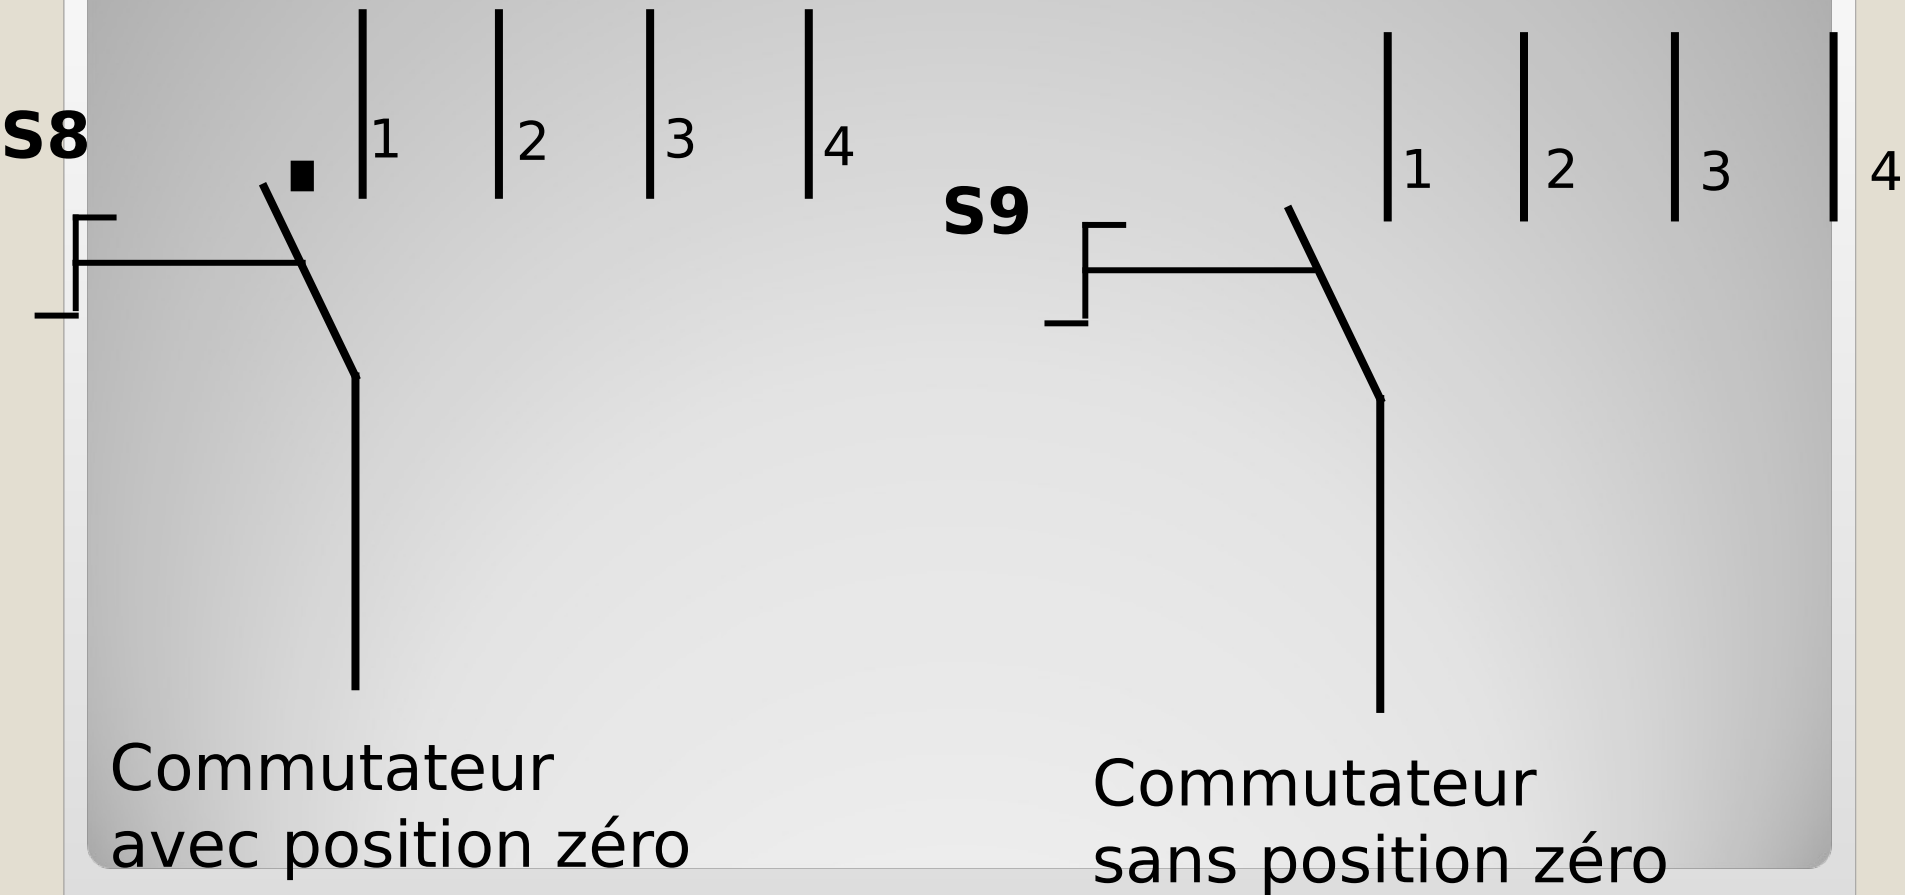 S8
1
2
3
4
S9
1
2
3
4
Commutateur
avec position zéro
Commutateur
sans position zéro